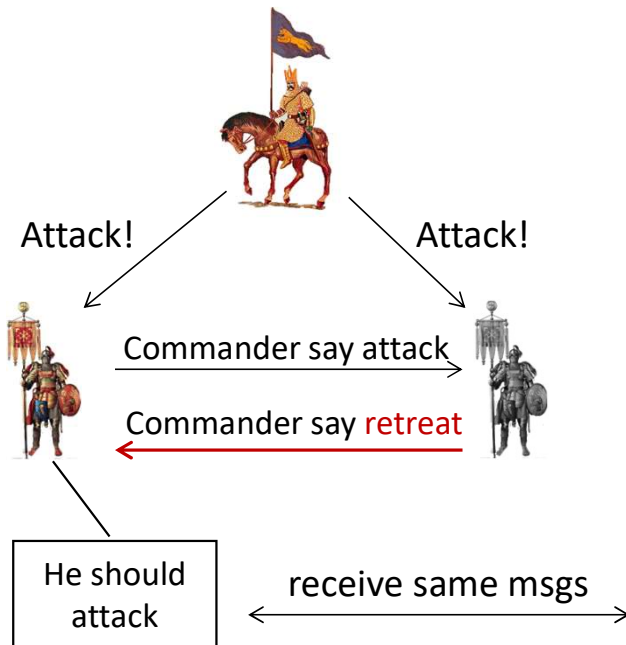 Attack!
Attack!
Commander say attack
Commander say retreat
He should
attack
receive same msgs